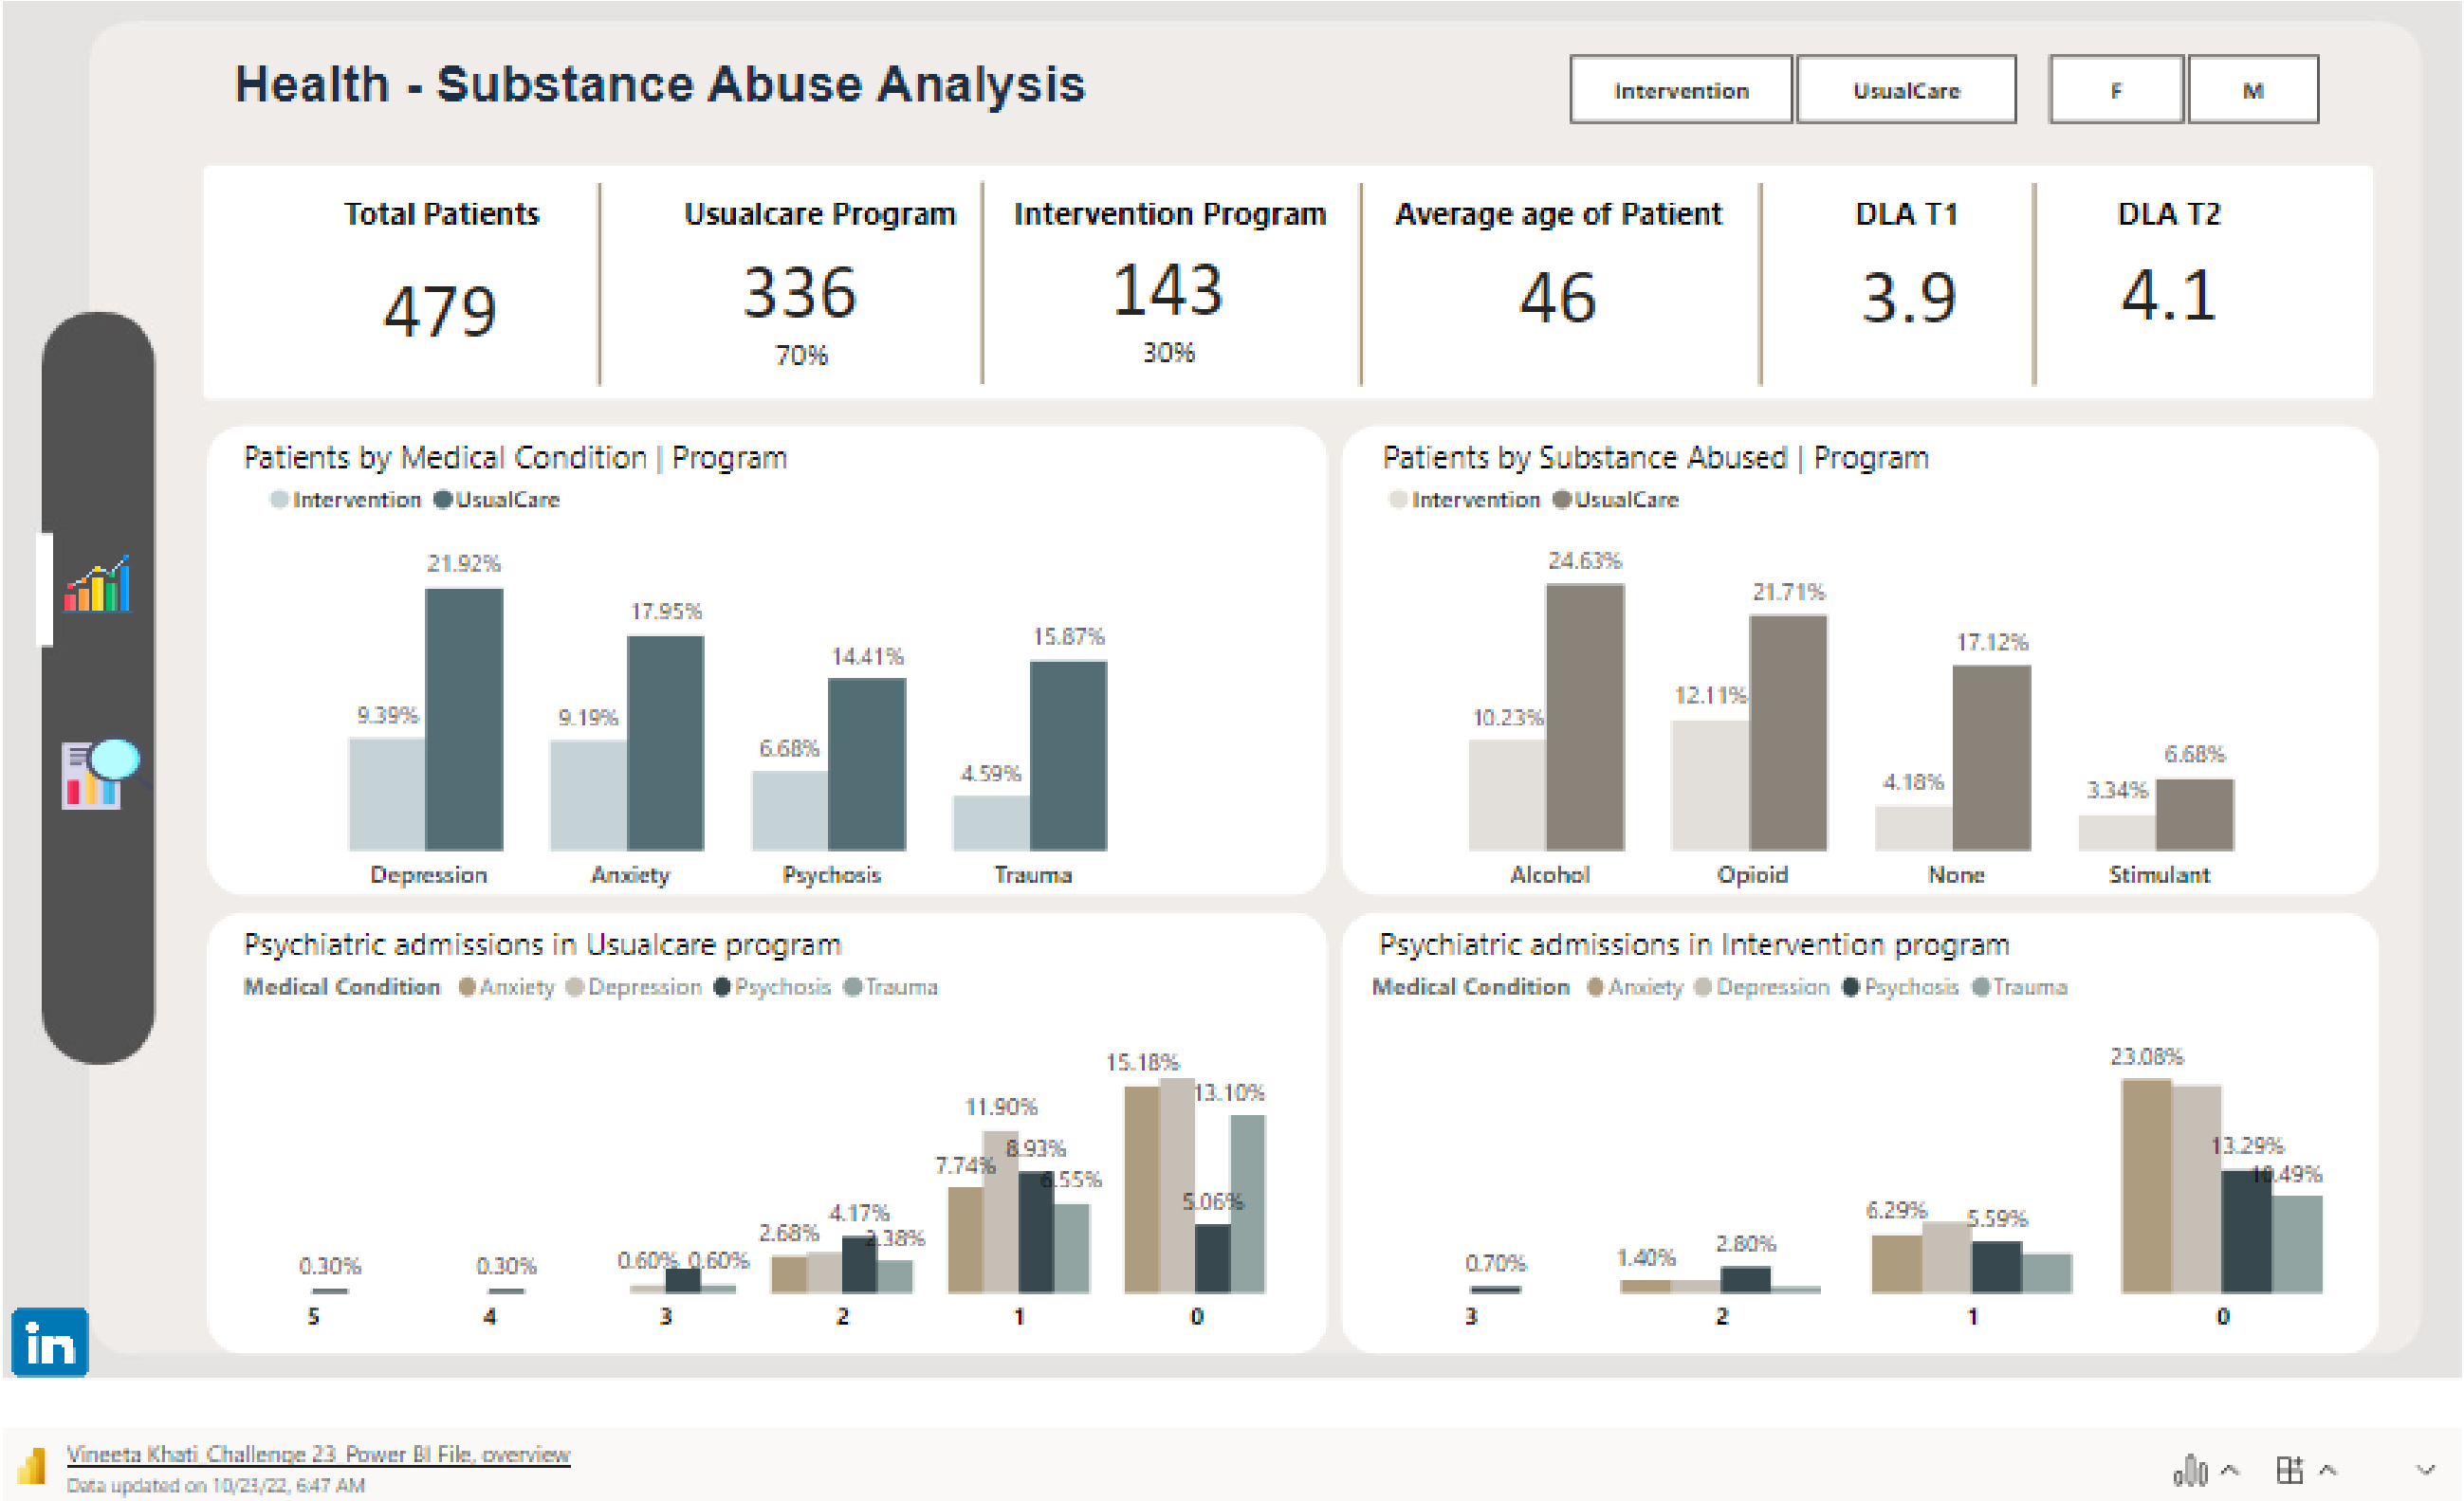 Health - Substance Abuse Analysis
Intervention UsualCare F M
Total Patients Usualcare Program Intervention Program Average age of Patient DLA T1 DLA T2
479 336 143 46 3.9 4.1
70% 30%
Patients by Medical Condition | Program
Intervention UsualCare
21.92%
17.95%
15.87%
14.41%
9.39% 9.19%
6.68%
4.59%
Depression Anxiety Psychosis Trauma
Patients by Substance Abused | Program
Intervention UsualCare
24.63%
21.71%
17.12%
12.11%
10.23%
6.68%
4.18% 3.34%
Alcohol Opioid None Stimulant
Psychiatric admissions in Usualcare program
Medical Condition Anxiety Depression Psychosis Trauma
15.18%
13.10%
11.90%
8.93%
7.74% 6.55%
5.06%
4.17%
2.68% 2.38%
0.30% 0.30% 0.60% 0.60%
5 4 3 2 1 0
Psychiatric admissions in Intervention program
Medical Condition Anxiety Depression Psychosis Trauma
23.08%
13.29%
10.49%
6.29% 5.59%
0.70% 1.40% 2.80%
3 2 1 0
in
Vineeta Khati_Challenge 23_Power BI File, overview
Data updated on 10/23/22, 6:47 AM